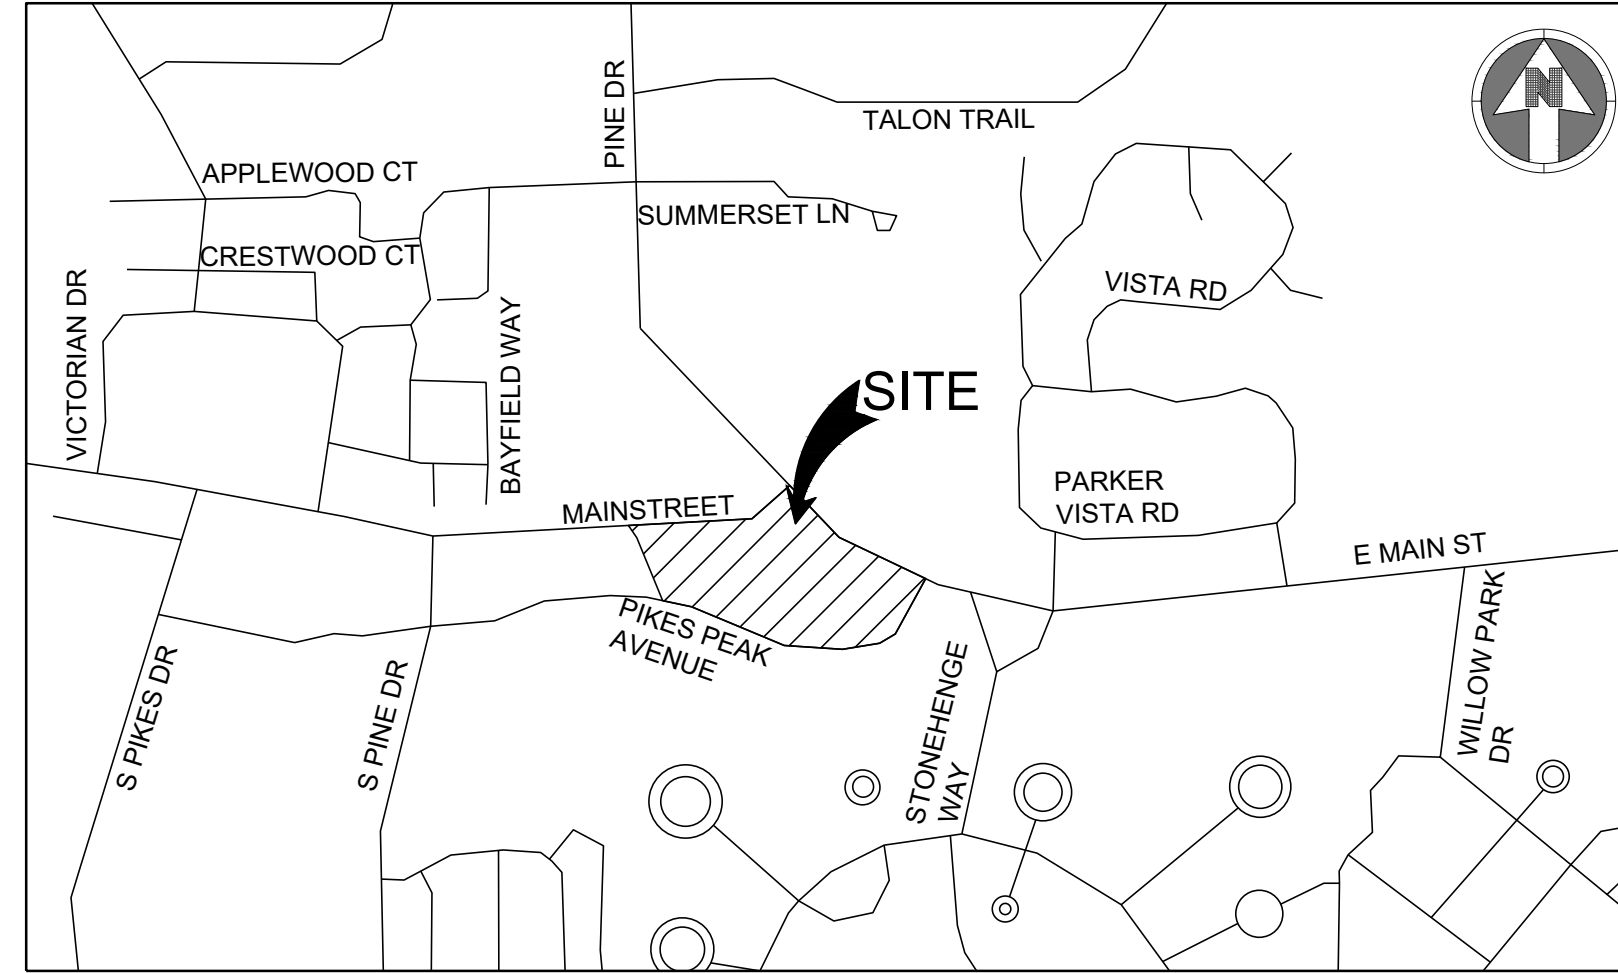 N
PINE DR
TALON TRAIL
APPLEWOOD CT
SUMMERSET LN
CRESTWOOD CT
VICTORIAN DR
BAYFIELD WAY
VISTA RD
SITE
PARKER
VISTA RD
MAINSTREET
E MAIN ST
PIKES PEAK
AVENUE
S PIKES DR
S PINE DR
STONEHENGE
WAY
WILLOW PARK
DR